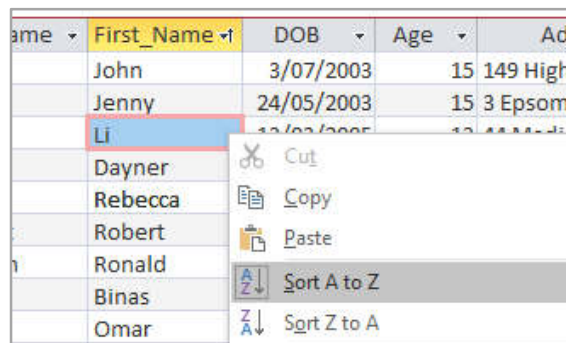 ame First_Name DOB Age Ad
John 3/07/2003 15 149 High
Jenny 24/05/2003 15 3 Epsom
Li
Dayner
Rebecca
Robert
Ronald
Binas
Omar
Cut
Copy
Paste
Sort A to Z
Sort Z to A